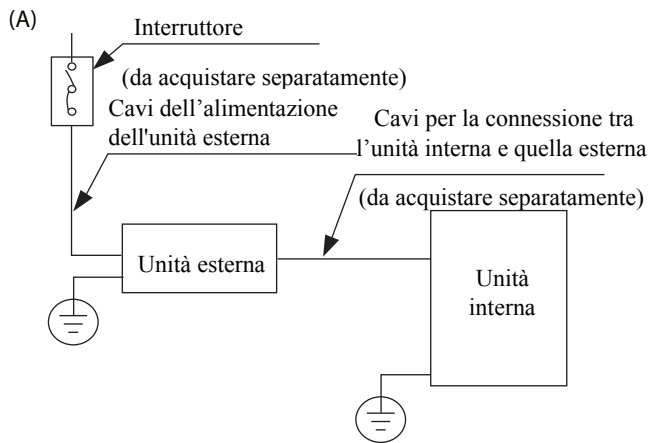 (A)
Interruttore
(da acquistare separatamente)
Cavi dell’alimentazione
dell'unità esterna
Cavi per la connessione tra
l’unità interna e quella esterna
(da acquistare separatamente)
Unità esterna
Unità
interna